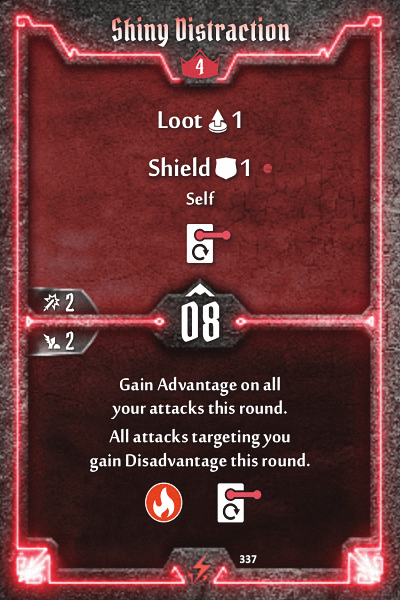 Shiny Distraction
4
Loot 1
Shield 1
Self
2
08
2
Gain Advantage on all
your attacks this round.
All attacks targeting you
gain Disadvantage this round.
337